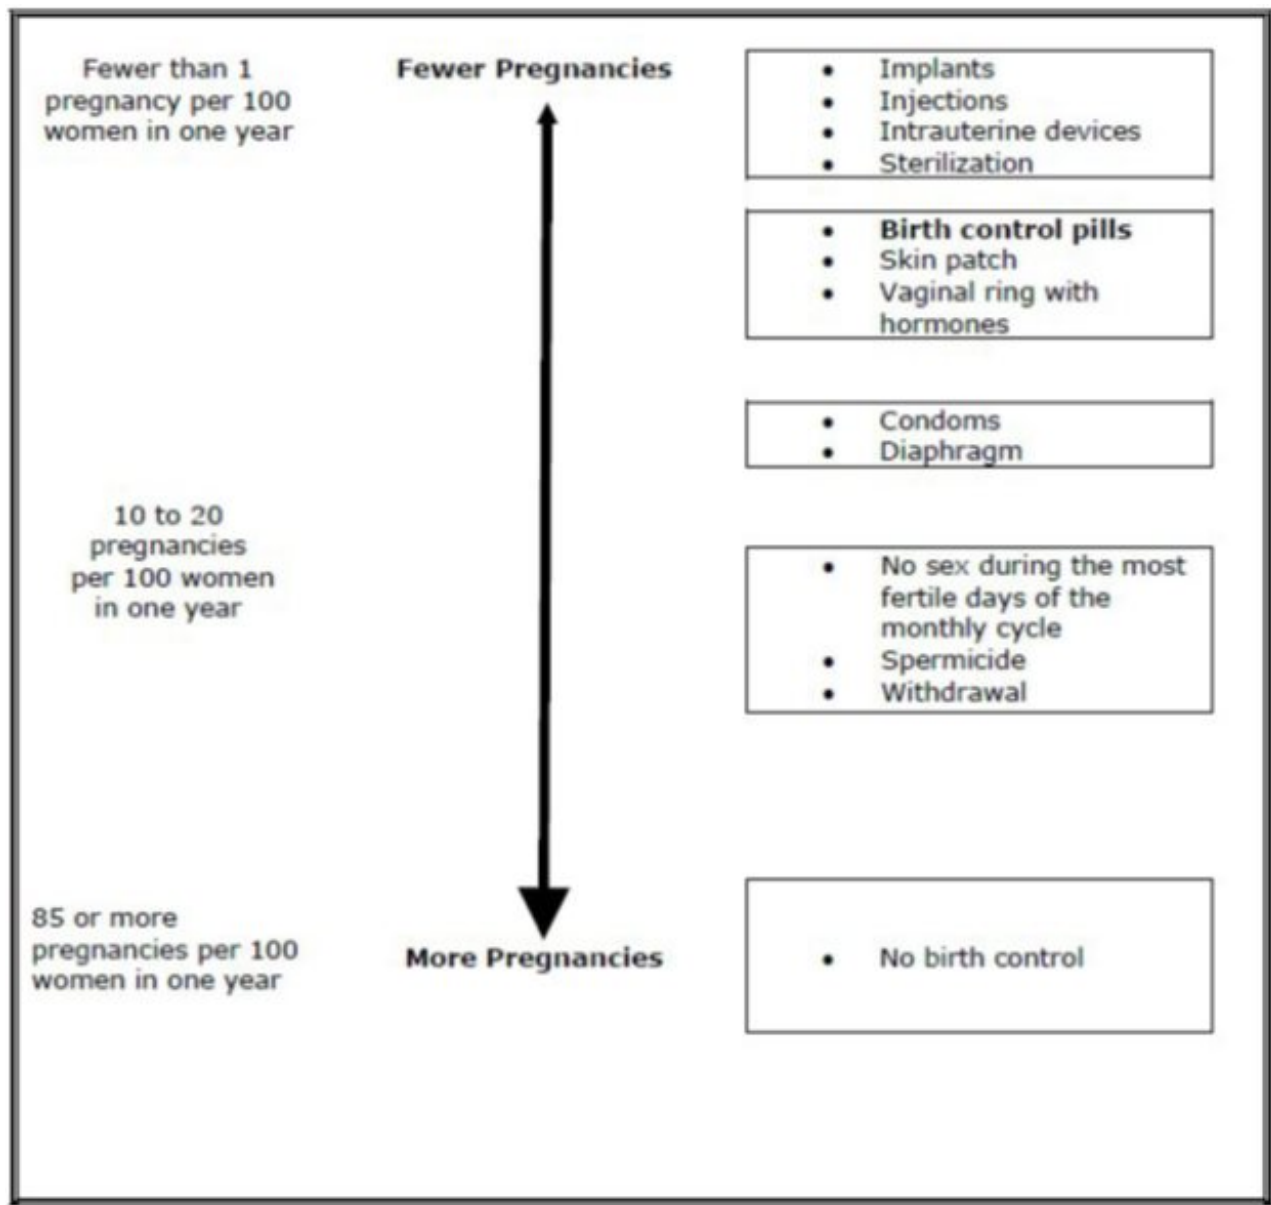 Fewer than 1
pregnancy per 100
women in one year
Fewer Pregnancies
• Implants
• Injections
• Intrauterine devices
• Sterilization
• Birth control pills
• Skin patch
• Vaginal ring with
hormones
• Condoms
• Diaphragm
10 to 20
pregnancies
per 100 women
in one year
• No sex during the most
fertile days of the
monthly cycle
• Spermicide
• Withdrawal
85 or more
pregnancies per 100
women in one year
More Pregnancies
• No birth control